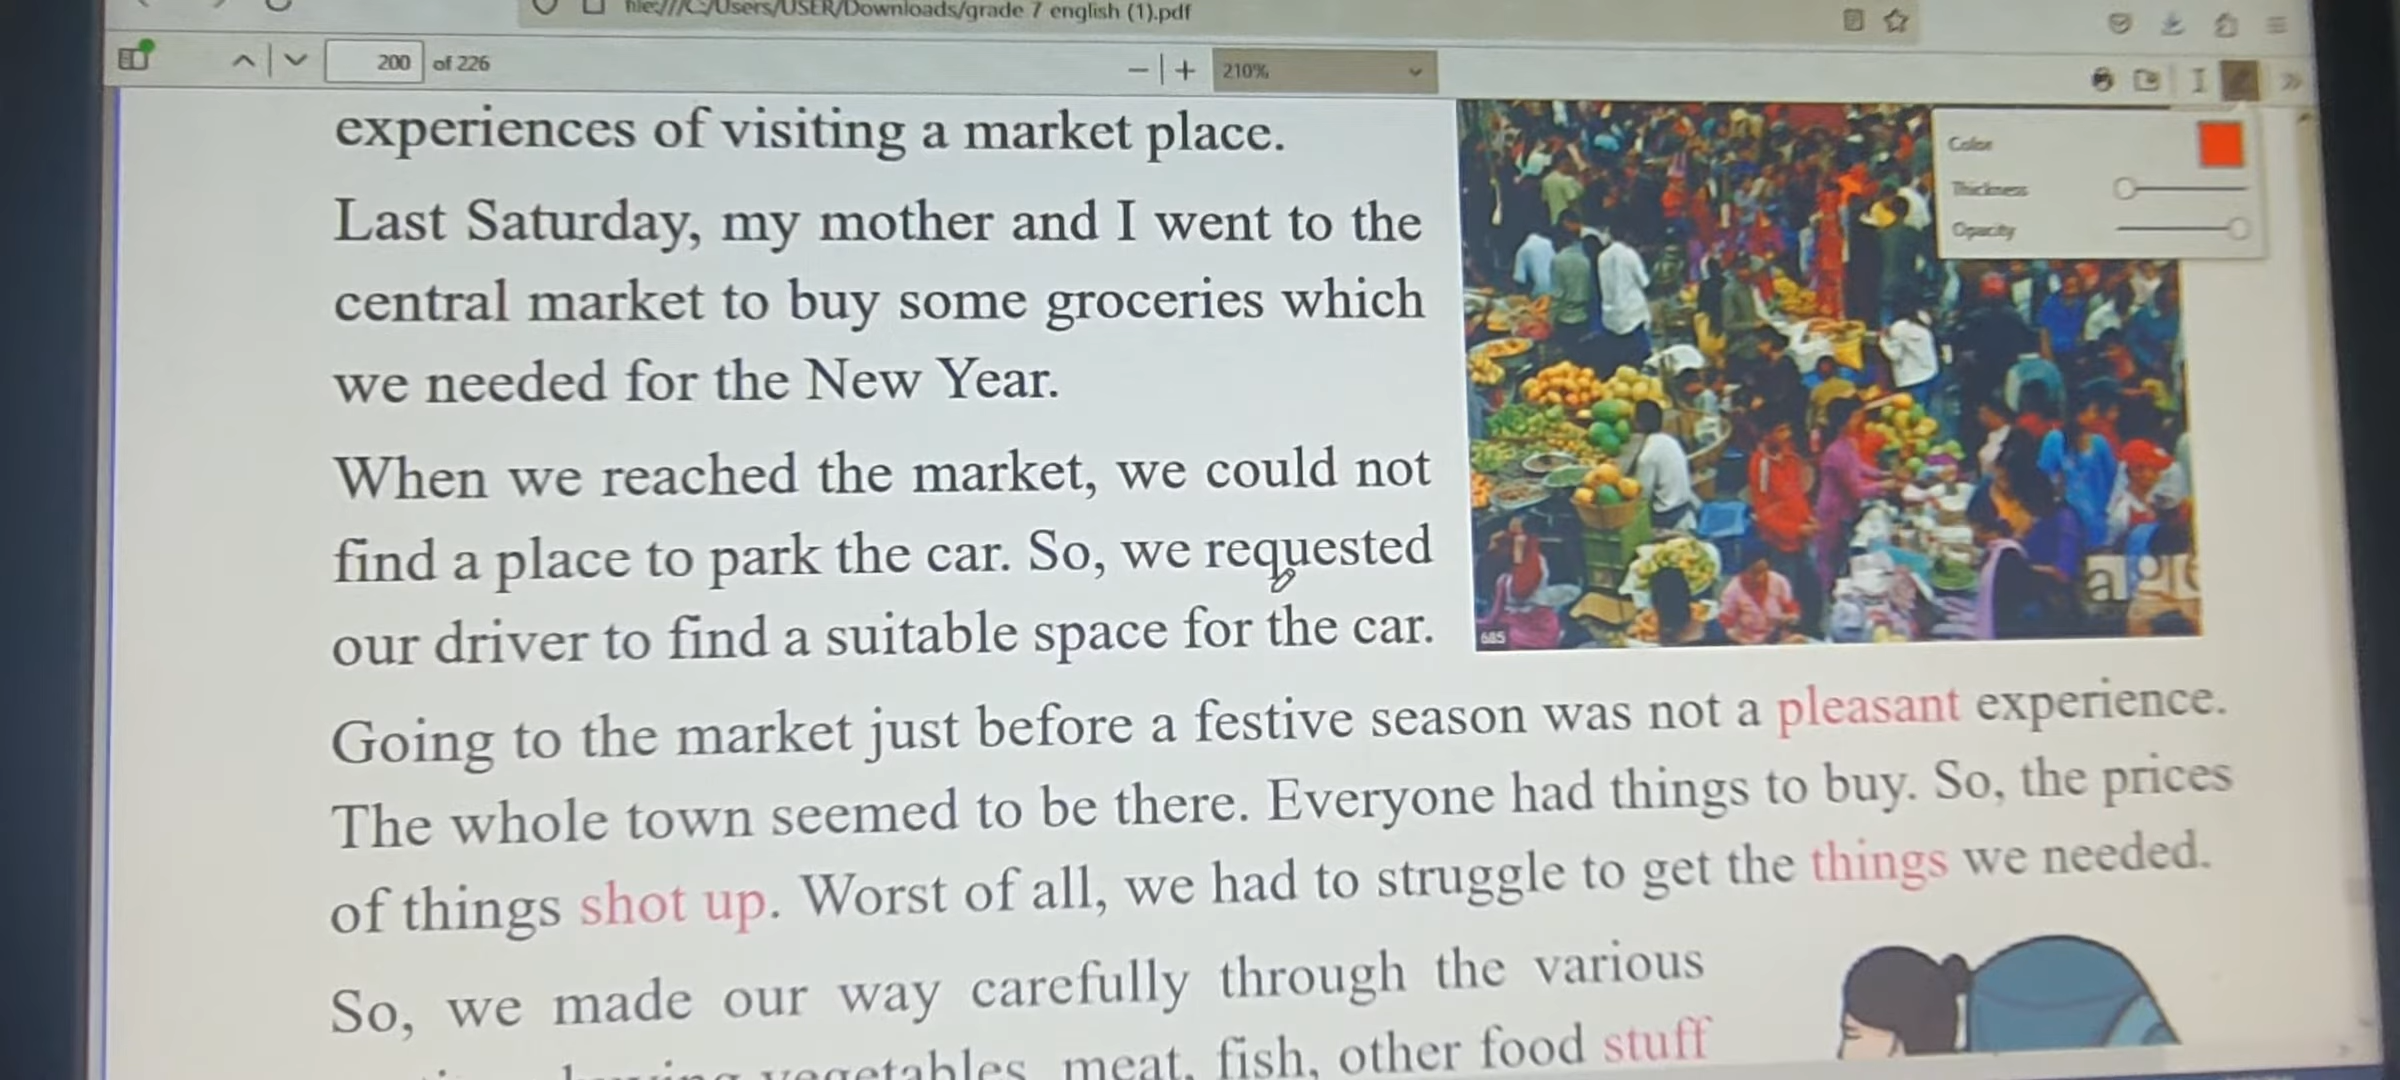 file:///C:/Users/USER/Downloads/grade 7 english (1).pdf
200 of 226
210%
Color
Thickness
Opacity
experiences of visiting a market place.
Last Saturday, my mother and I went to the
central market to buy some groceries which
we needed for the New Year.
When we reached the market, we could not
find a place to park the car. So, we requested
our driver to find a suitable space for the car.
685
Going to the market just before a festive season was not a pleasant experience.
The whole town seemed to be there. Everyone had things to buy. So, the prices
of things shot up. Worst of all, we had to struggle to get the things we needed.
So, we made our way carefully through the various
vegetables, meat, fish, other food stuff